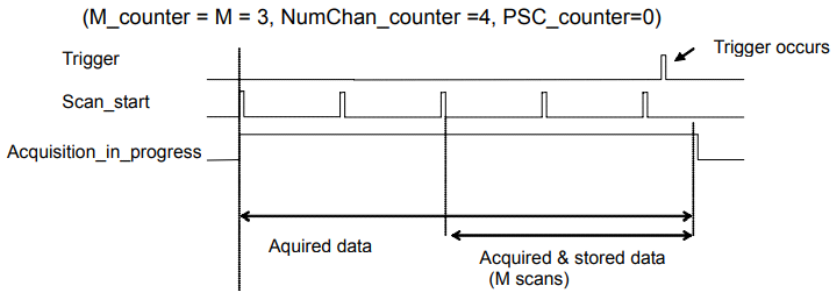 (M_counter = M = 3, NumChan_counter =4, PSC_counter=0)
Trigger
Trigger occurs
Scan_start
Acquisition_in_progress
Aquired data
Acquired & stored data
(M scans)